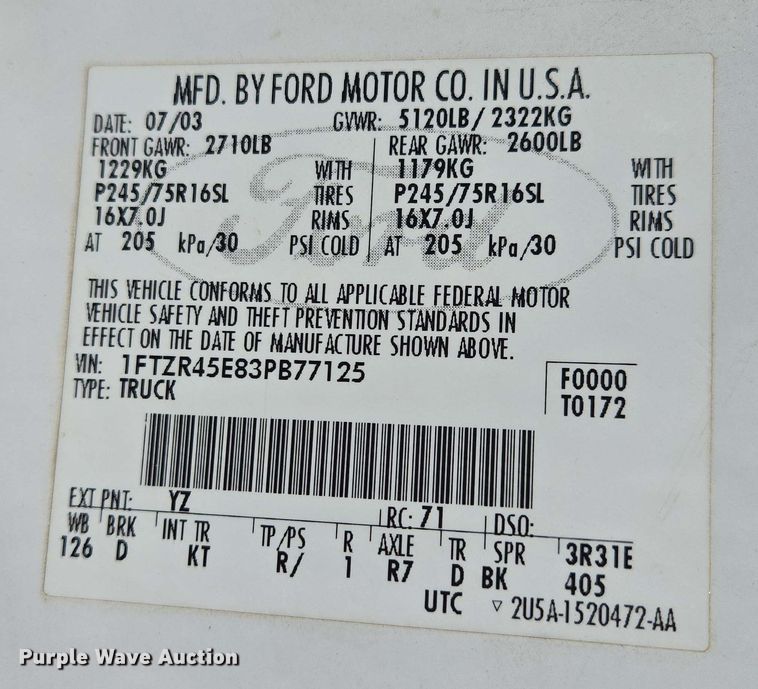 MFD. BY FORD MOTOR CO. IN U.S.A.
DATE: 07/03 GVWR: 5120LB/ 2322KG
FRONT GAWR: 2710LB REAR GAWR: 2600LB
1229KG WITH 1179KG WITH
P245/75R16SL TIRES P245/75R16SL TIRES
16X7.0J RIMS 16X7.0J RIMS
AT 205 kPa/30 PSI COLD AT 205 kPa/30 PSI COLD
Ford
THIS VEHICLE CONFORMS TO ALL APPLICABLE FEDERAL MOTOR
VEHICLE SAFETY AND THEFT PREVENTION STANDARDS IN
EFFECT ON THE DATE OF MANUFACTURE SHOWN ABOVE.
VIN: 1FTZR45E83PB77125 F0000
TYPE: TRUCK T0172
EXT PNT: YZ RC: 71 DSO:
WB BRK INT TR TP/PS R AXLE TR SPR 3R31E
126 D KT R/ 1 R7 D BK 405
UTC ▽ 2U5A-1520472-AA
Purple Wave Auction